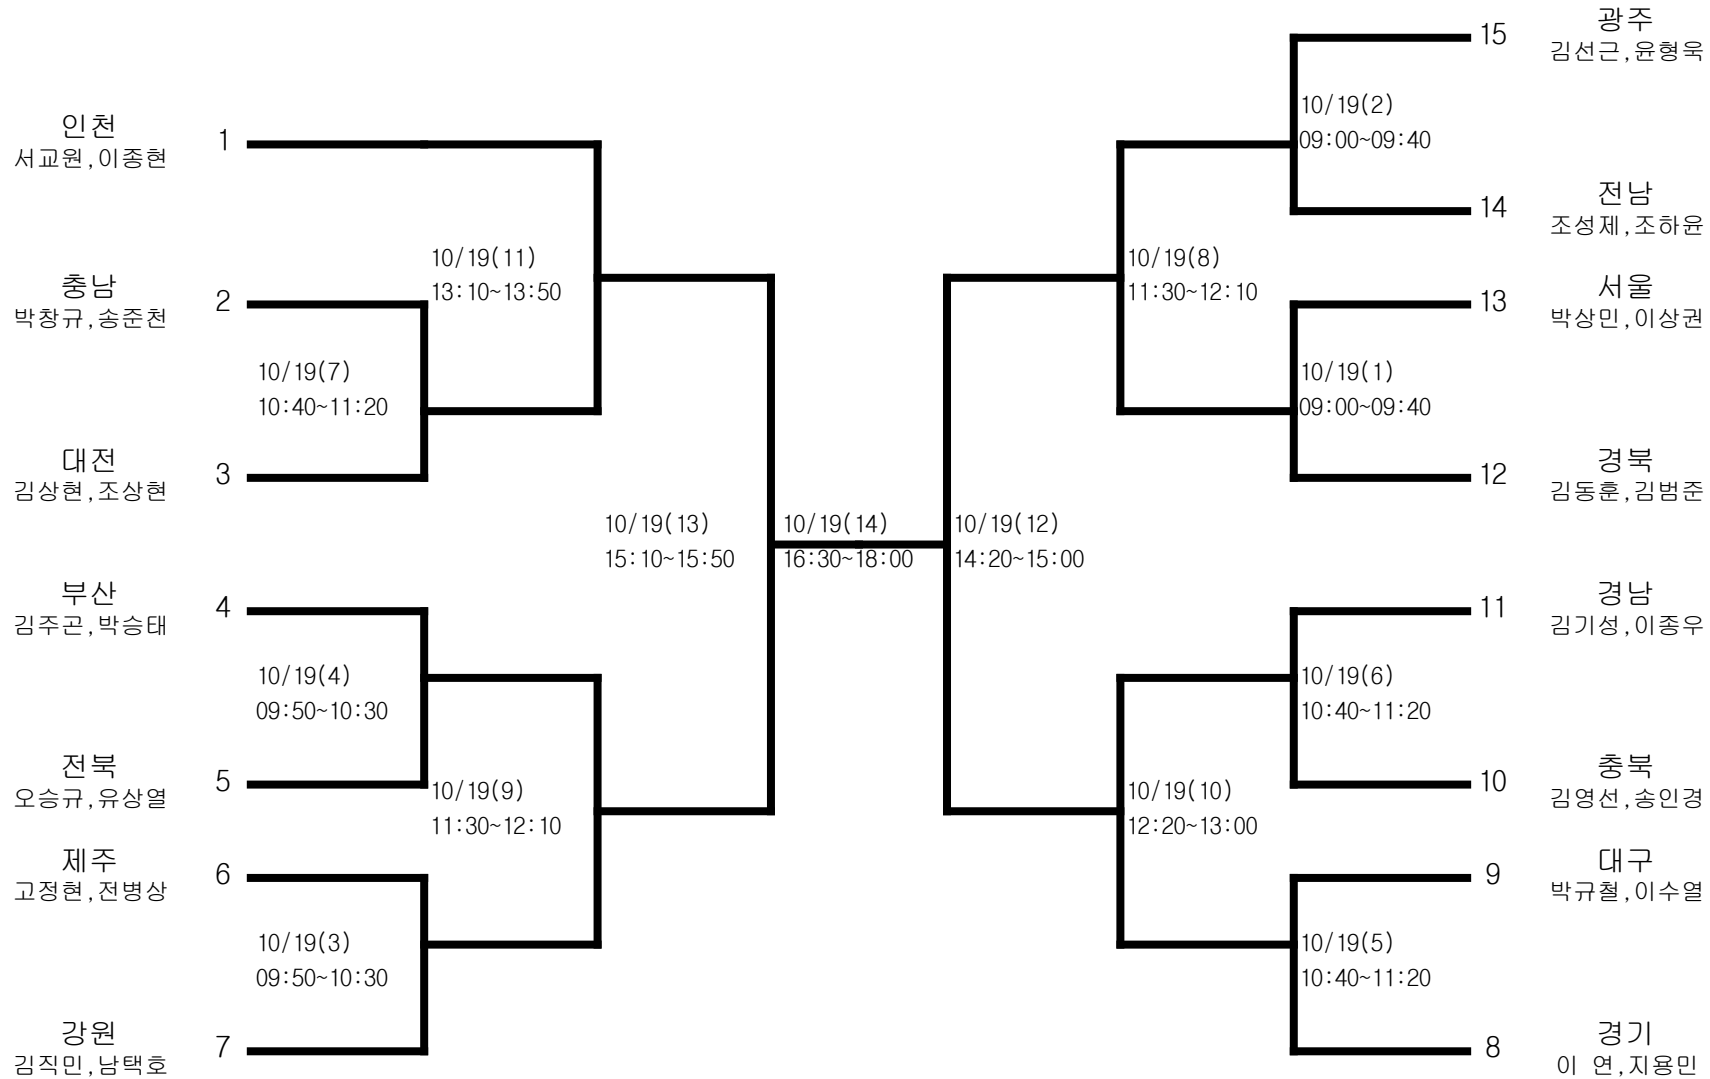 인천
서교원,이종현
1
충남
박창규,송준천
2
10/19(7)
10:40~11:20
대전
김상현,조상현
3
10/19(11)
13:10~13:50
부산
김주곤,박승태
4
10/19(4)
09:50~10:30
전북
오승규,유상열
5
10/19(9)
11:30~12:10
제주
고정현,전병상
6
10/19(3)
09:50~10:30
강원
김직민,남택호
7
10/19(13)
15:10~15:50
10/19(14)
16:30~18:00
10/19(12)
14:20~15:00
15
광주
김선근,윤형욱
10/19(2)
09:00~09:40
14
전남
조성제,조하윤
10/19(8)
11:30~12:10
13
서울
박상민,이상권
10/19(1)
09:00~09:40
12
경북
김동훈,김범준
11
경남
김기성,이종우
10/19(6)
10:40~11:20
10
충북
김영선,송인경
10/19(10)
12:20~13:00
9
대구
박규철,이수열
10/19(5)
10:40~11:20
8
경기
이 연,지용민